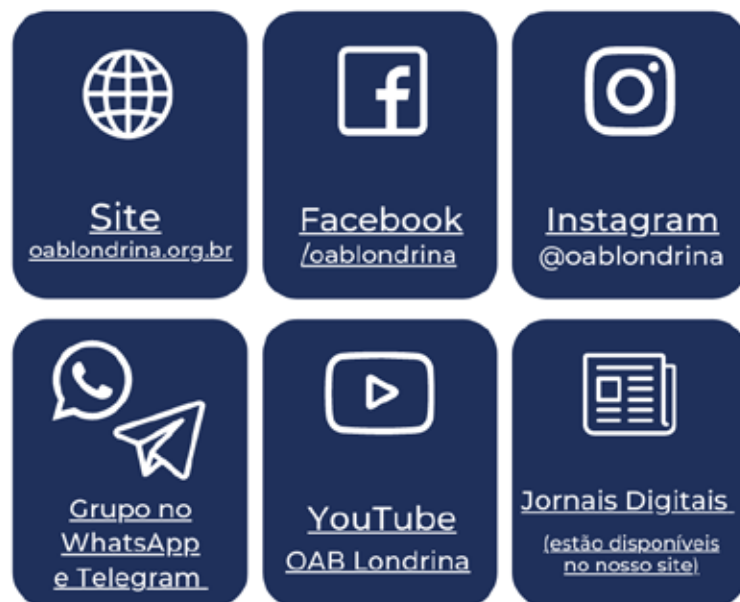 Site
oablondrina.org.br
Facebook
/oablondrina
Instagram
@oablondrina
Grupo no
WhatsApp
e Telegram
YouTube
OAB Londrina
Jornais Digitais
(estão disponíveis
no nosso site)